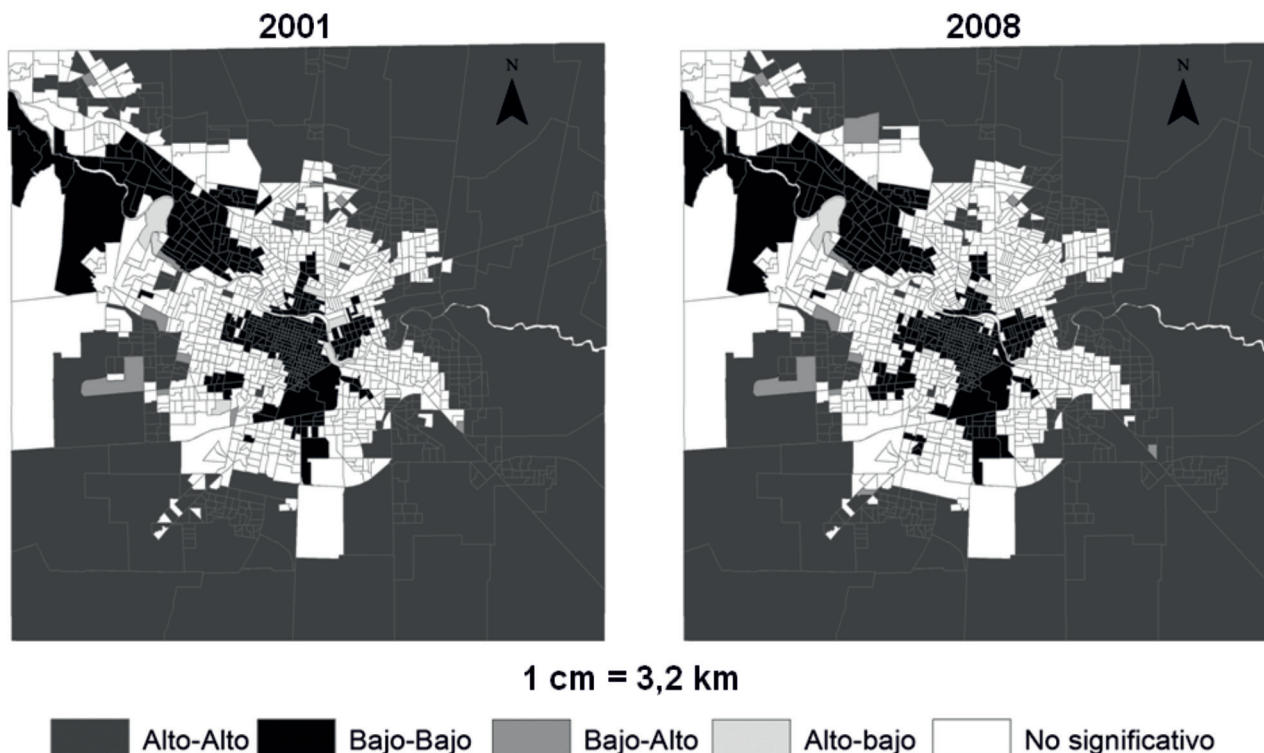 2001
2008
N
N
1 cm = 3,2 km
Alto-Alto
Bajo-Bajo
Bajo-Alto
Alto-bajo
No significativo